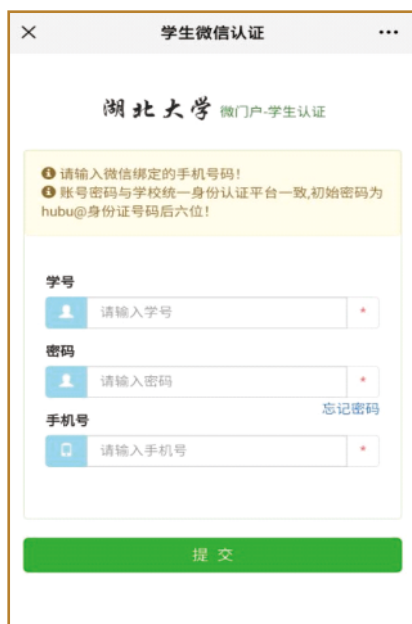 学生微信认证
湖北大学 微门户-学生认证
请输入微信绑定的手机号码！
账号密码与学校统一身份认证平台一致,初始密码为
hubu@身份证号码后六位！
学号
请输入学号 *
密码
请输入密码 *
忘记密码
手机号
请输入手机号 *
提 交